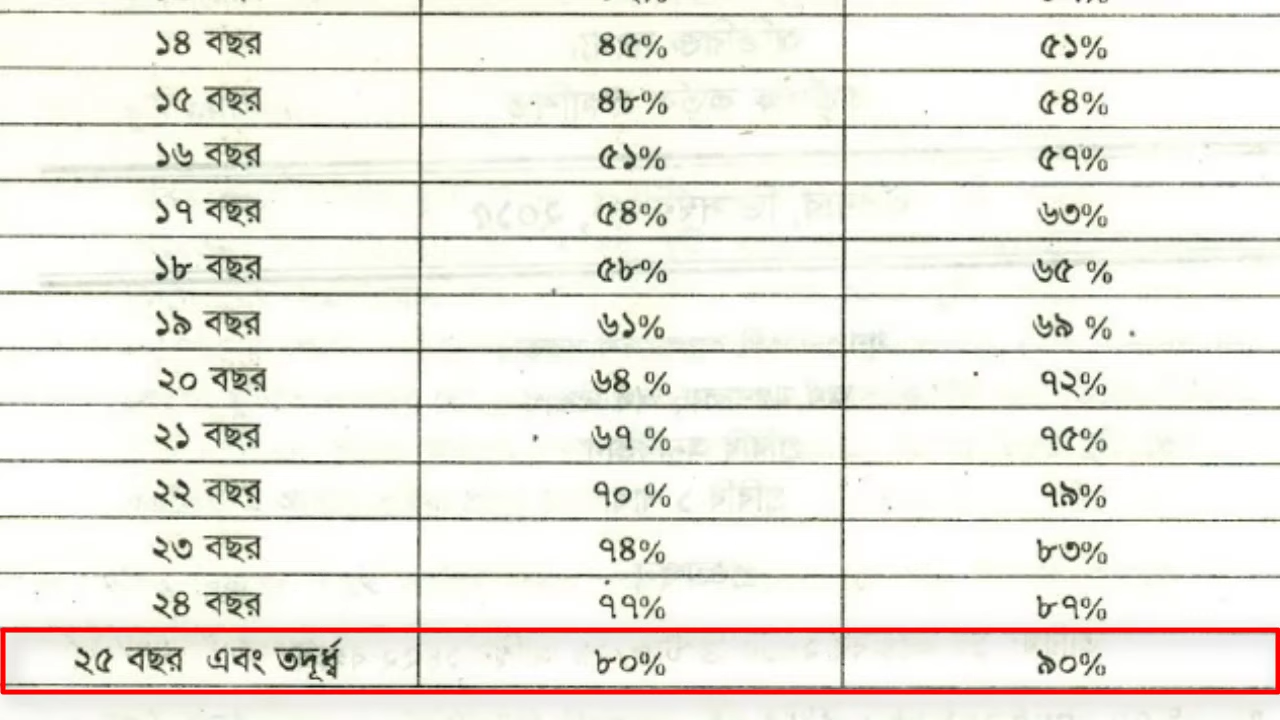 ১৪ বছর ৪৫% ৫১%
১৫ বছর ৪৮% ৫৪%
১৬ বছর ৫১% ৫৭%
১৭ বছর ৫৪% ৬৩%
১৮ বছর ৫৮% ৬৫ %
১৯ বছর ৬১% ৬৯ %
২০ বছর ৬৪ % ৭২%
২১ বছর ৬৭ % ৭৫%
২২ বছর ৭০ % ৭৯%
২৩ বছর ৭৪% ৮৩%
২৪ বছর ৭৭% ৮৭%
২৫ বছর এবং তদূর্ধ্ব ৮০% ৯০%